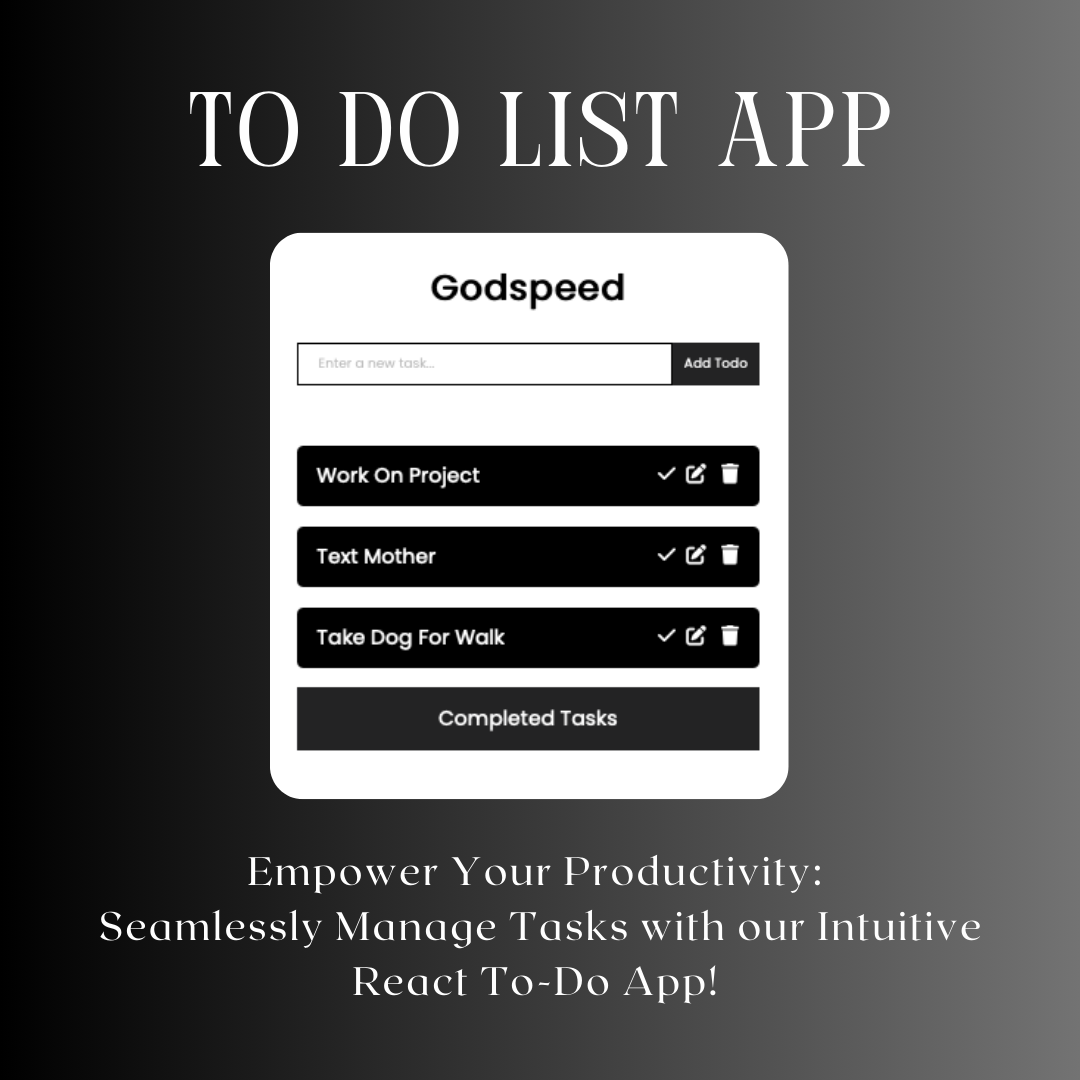 TO DO LIST APP
Godspeed
Enter a new task...
Add Todo
Work On Project
Text Mother
Take Dog For Walk
Completed Tasks
Empower Your Productivity:
Seamlessly Manage Tasks with our Intuitive
React To-Do App!